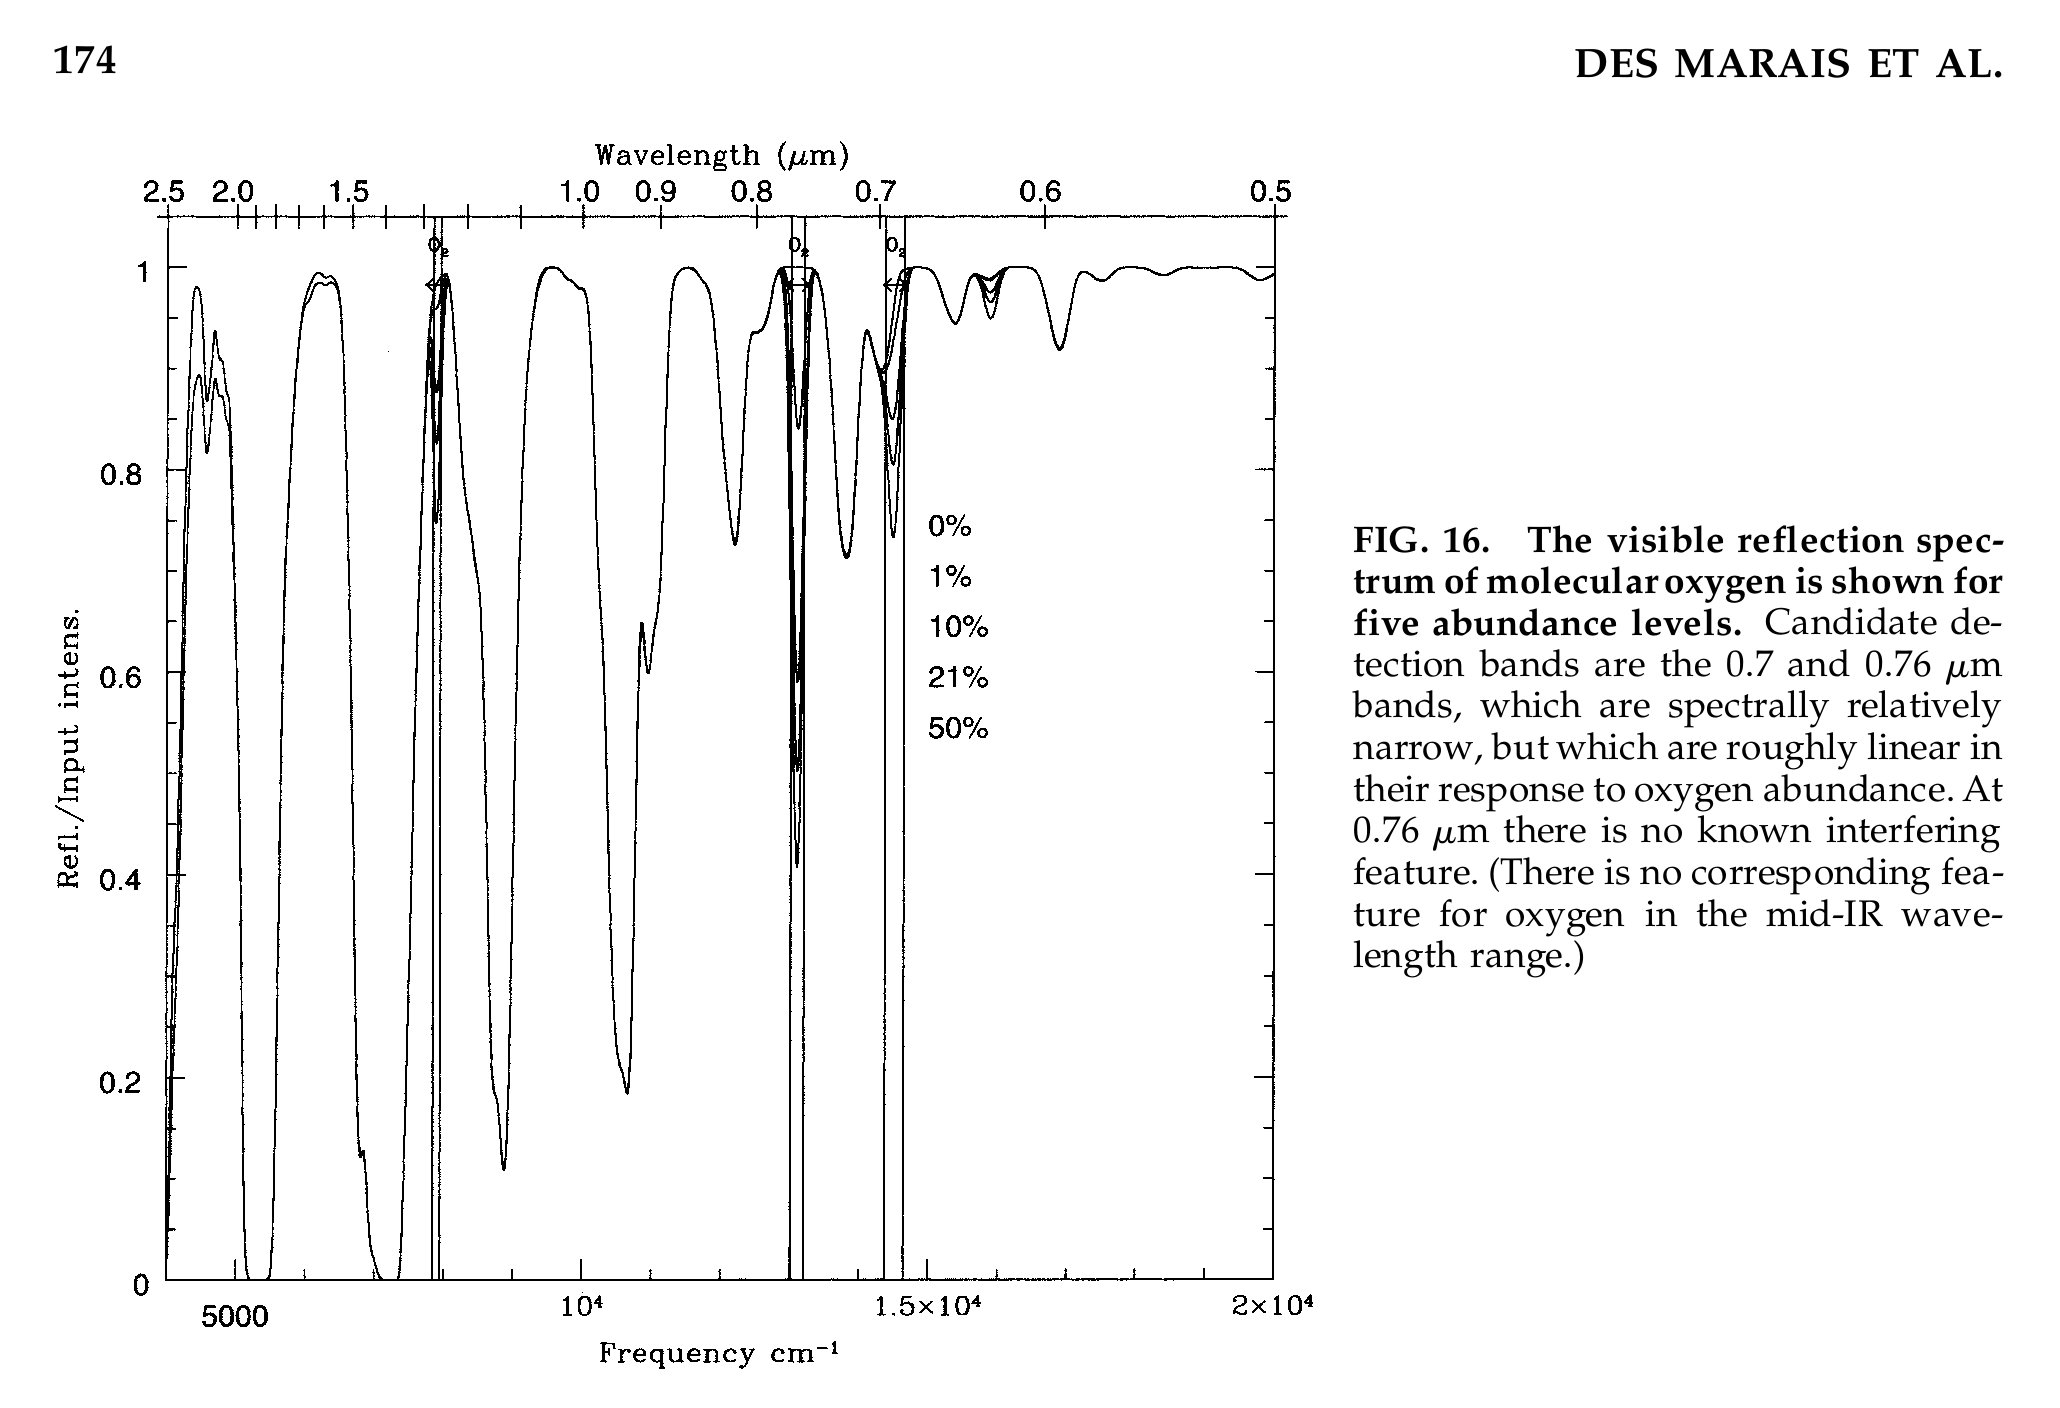 174
DES MARAIS ET AL.
Wavelength (μm)
2.5 2.0 1.5 1.0 0.9 0.8 0.7 0.6 0.5
O₂ O₂ O₂
1
0.8
0.6
0.4
0.2
0
Refl./Input intens.
0%
1%
10%
21%
50%
5000 10⁴ 1.5×10⁴ 2×10⁴
Frequency cm⁻¹
FIG. 16. The visible reflection spec-
trum of molecular oxygen is shown for
five abundance levels. Candidate de-
tection bands are the 0.7 and 0.76 μm
bands, which are spectrally relatively
narrow, but which are roughly linear in
their response to oxygen abundance. At
0.76 μm there is no known interfering
feature. (There is no corresponding fea-
ture for oxygen in the mid-IR wave-
length range.)